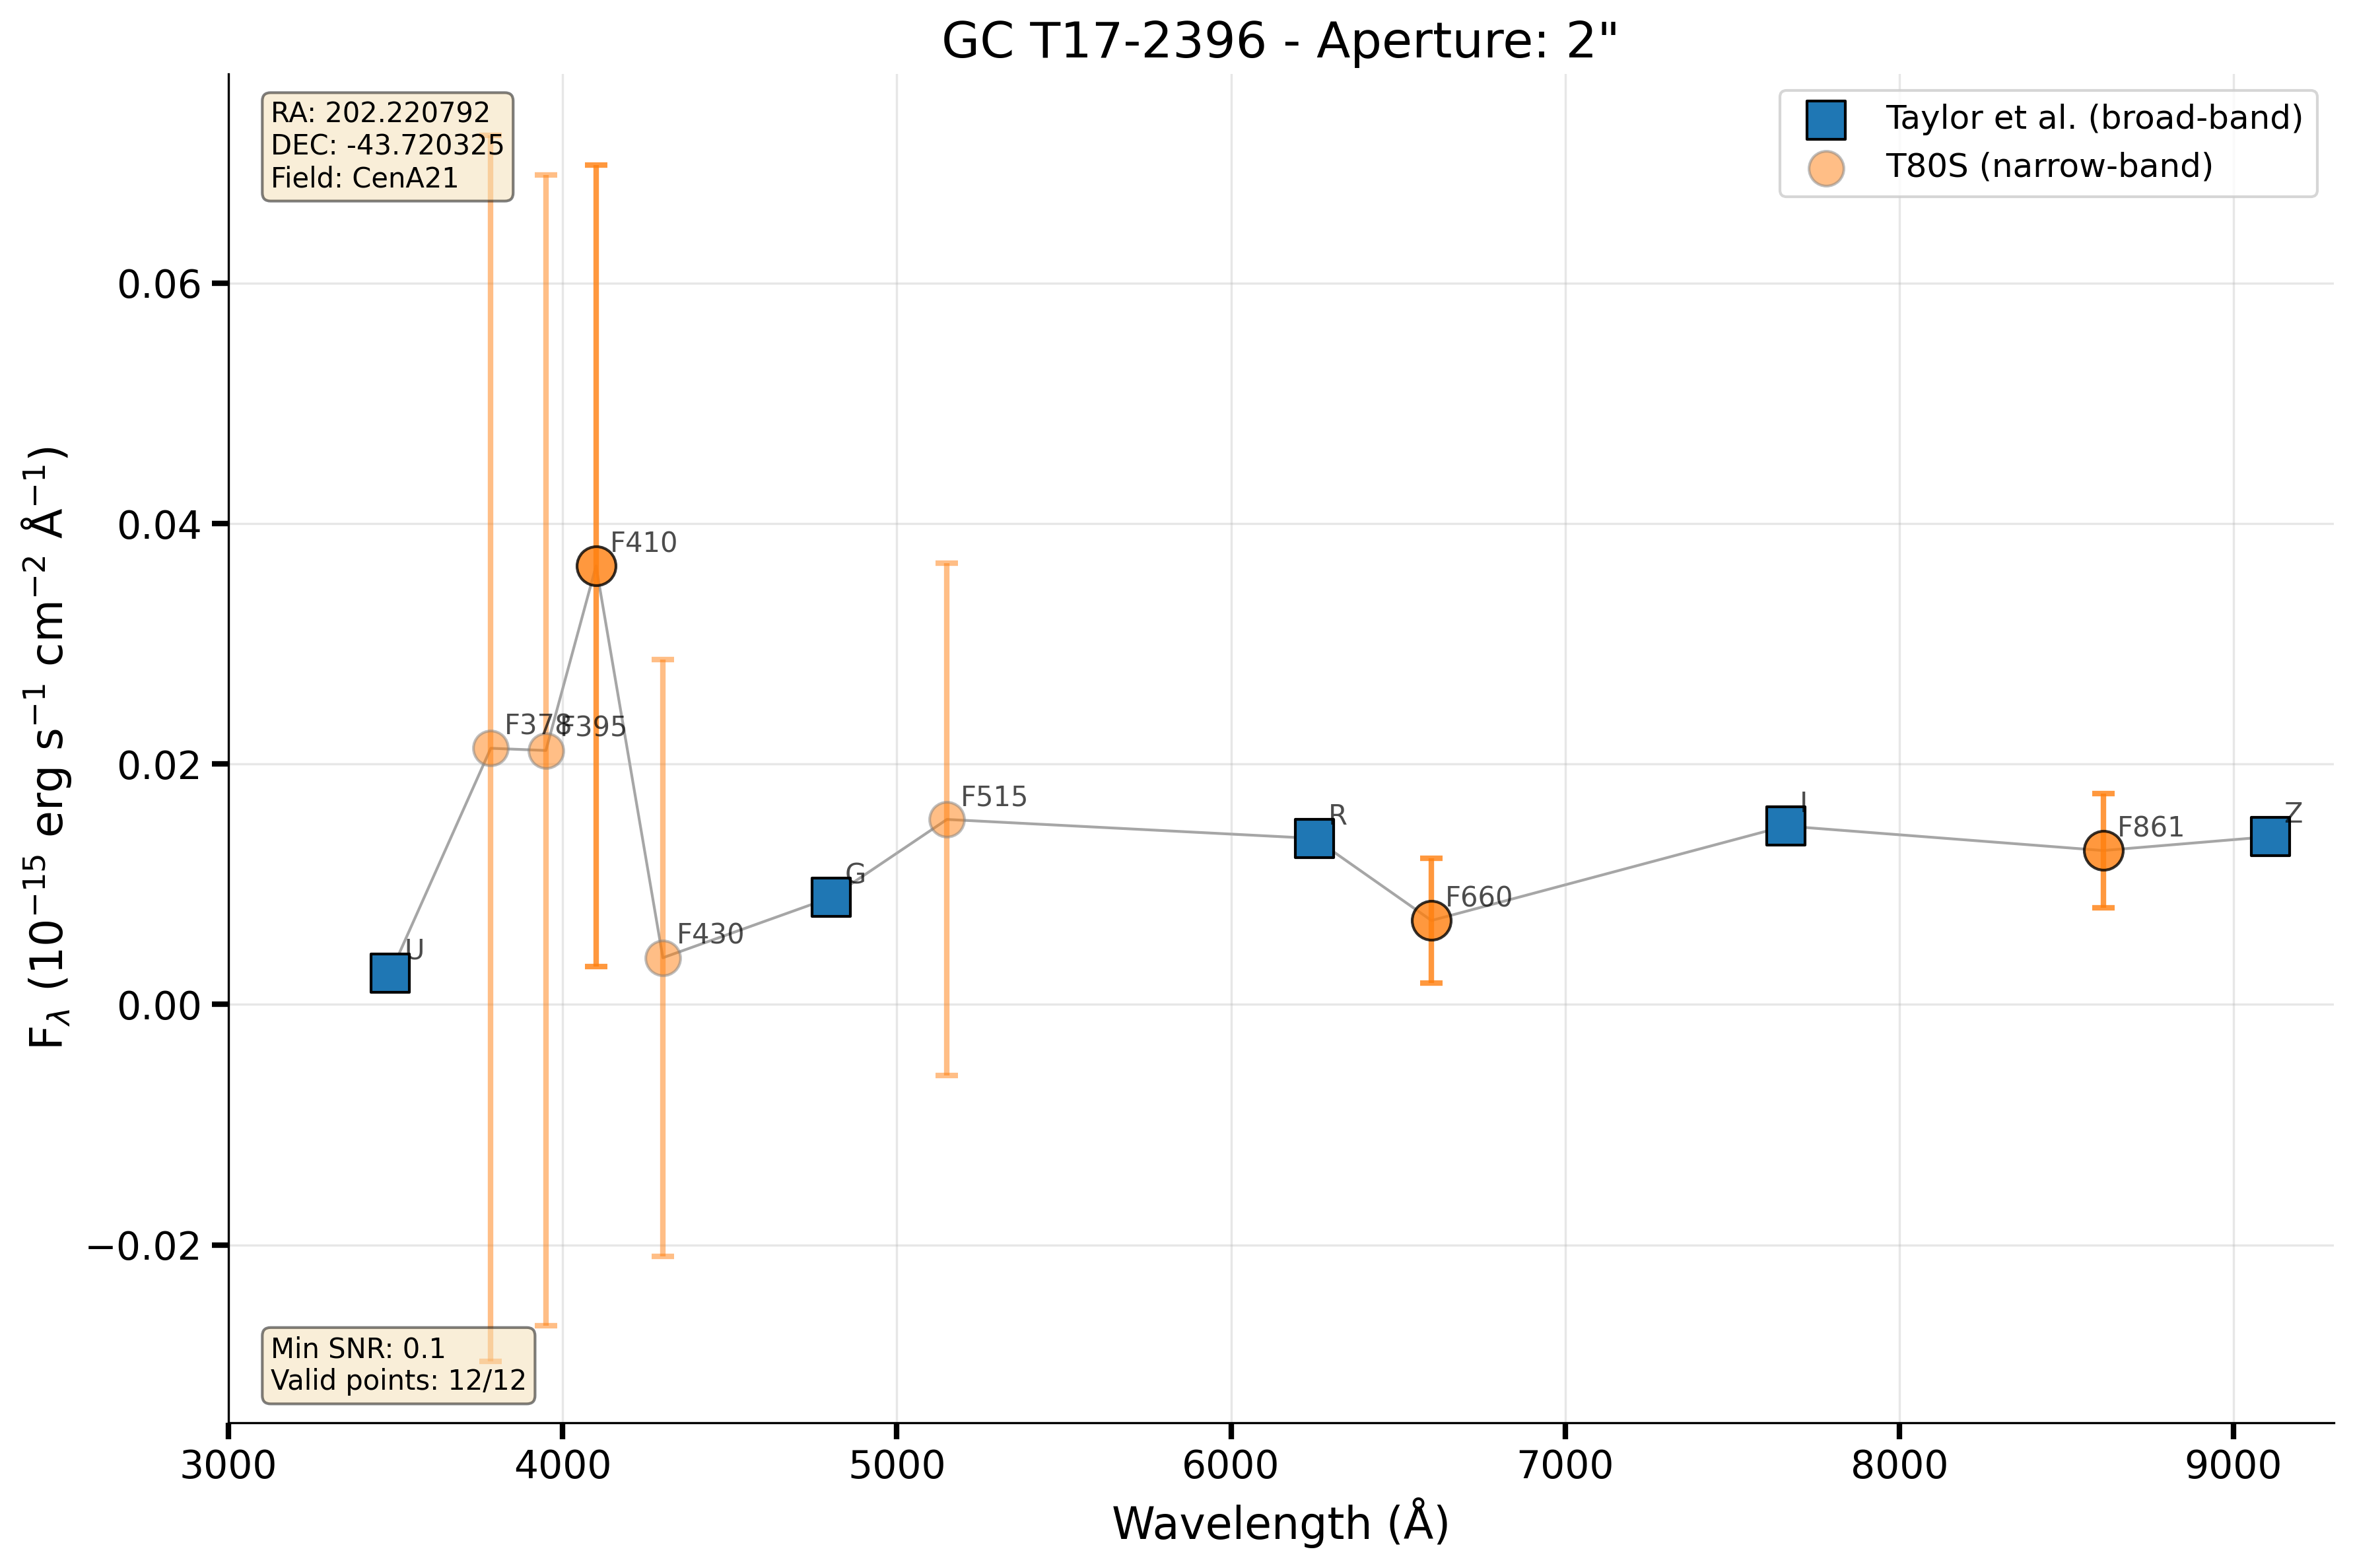 GC T17-2396 - Aperture: 2"
RA: 202.220792
DEC: -43.720325
Field: CenA21
Taylor et al. (broad-band)
T80S (narrow-band)
F_λ (10⁻¹⁵ erg s⁻¹ cm⁻² Å⁻¹)
0.06
0.04
0.02
0.00
−0.02
U
F378
F395
F410
F430
G
F515
R
F660
I
F861
Z
Min SNR: 0.1
Valid points: 12/12
3000
4000
5000
6000
7000
8000
9000
Wavelength (Å)